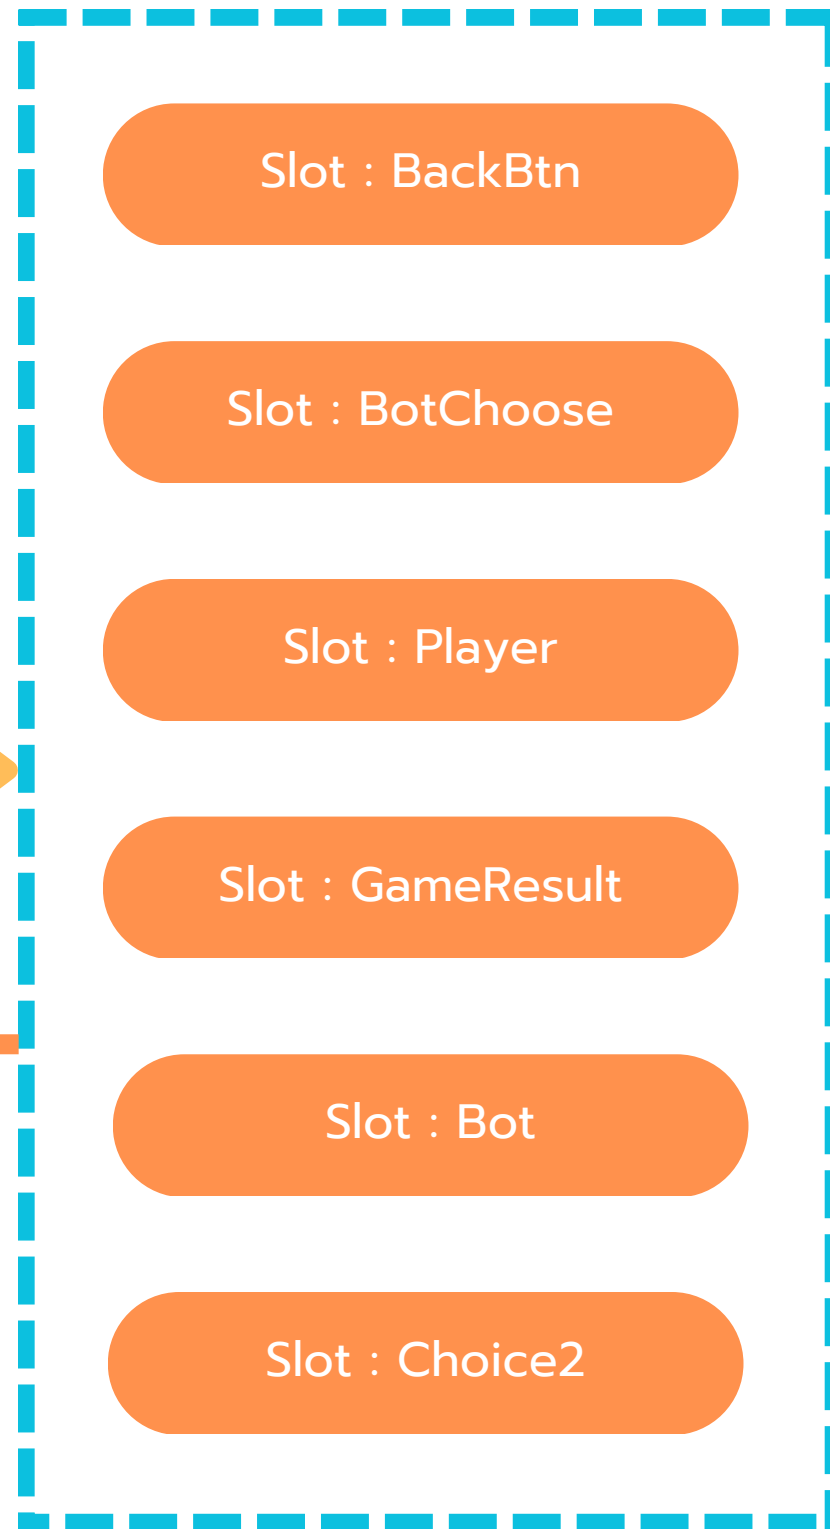 Slot : BackBtn
Slot : BotChoose
Slot : Player
Slot : GameResult
Slot : Bot
Slot : Choice2